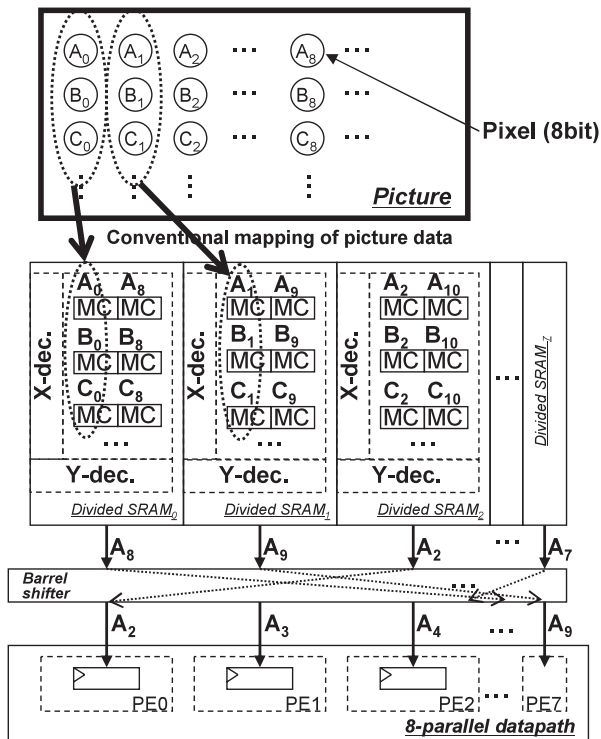 A0 A1 A2 ... A8 ...
B0 B1 B2 ... B8 ...
C0 C1 C2 ... C8 ...
Pixel (8bit)
Picture
Conventional mapping of picture data
X-dec. A0 A8 X-dec. A1 A9 X-dec. A2 A10
MC MC MC MC MC MC
B0 B8 B1 B9 B2 B10
MC MC MC MC MC MC
C0 C8 C1 C9 C2 C10
MC MC MC MC MC MC
... ... ... ...
Y-dec. Y-dec. Y-dec.
Divided SRAM0 Divided SRAM1 Divided SRAM2 Divided SRAM7
A8 A9 A2 ... A7
Barrel
shifter ...
A2 A3 A4 ... A9
PE0 PE1 PE2 ... PE7
8-parallel datapath